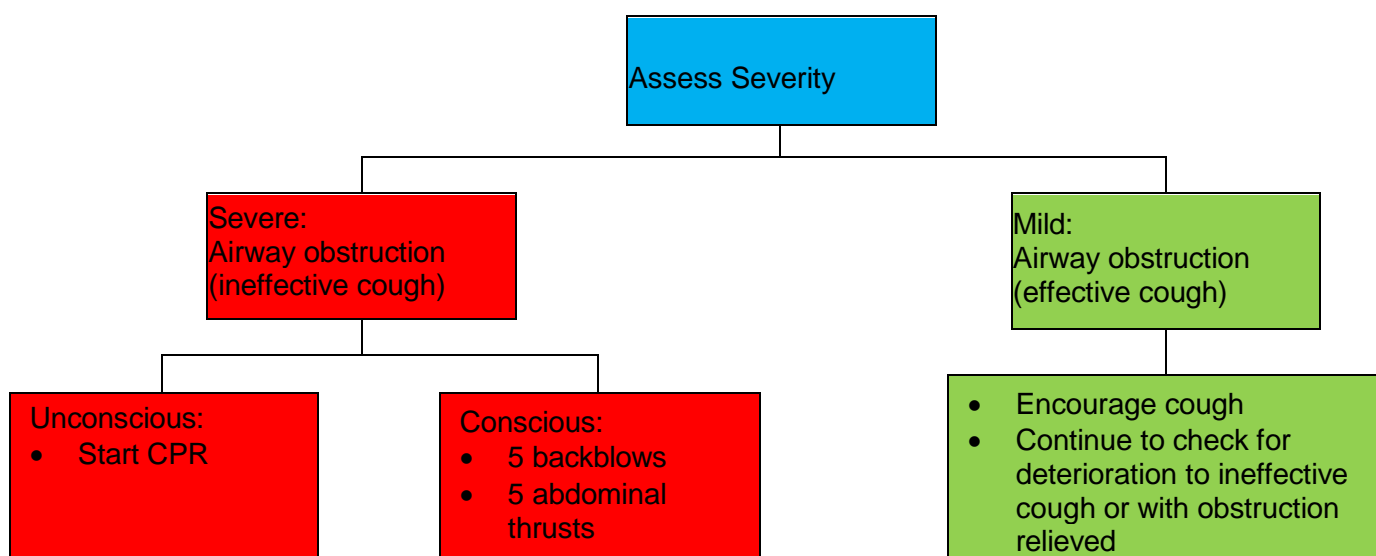 Assess Severity
Severe:
Airway obstruction
(ineffective cough)
Mild:
Airway obstruction
(effective cough)
Unconscious:
• Start CPR
Conscious:
• 5 backblows
• 5 abdominal
thrusts
• Encourage cough
• Continue to check for
deterioration to ineffective
cough or with obstruction
relieved